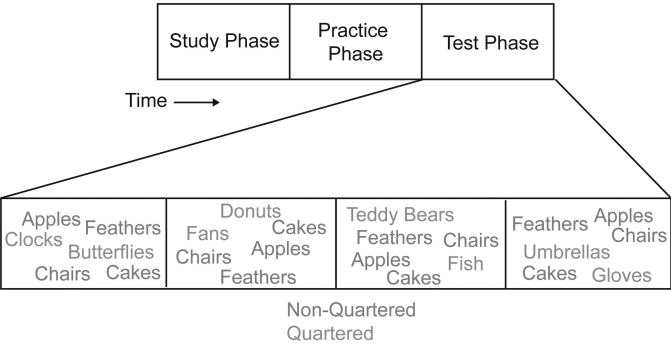 Study Phase
Practice
Phase
Test Phase
Time
Apples
Feathers
Clocks
Butterflies
Chairs Cakes
Donuts
Fans Cakes
Chairs Apples
Feathers
Teddy Bears
Feathers Chairs
Apples Fish
Cakes
Feathers Apples
Chairs
Umbrellas
Cakes Gloves
Non-Quartered
Quartered